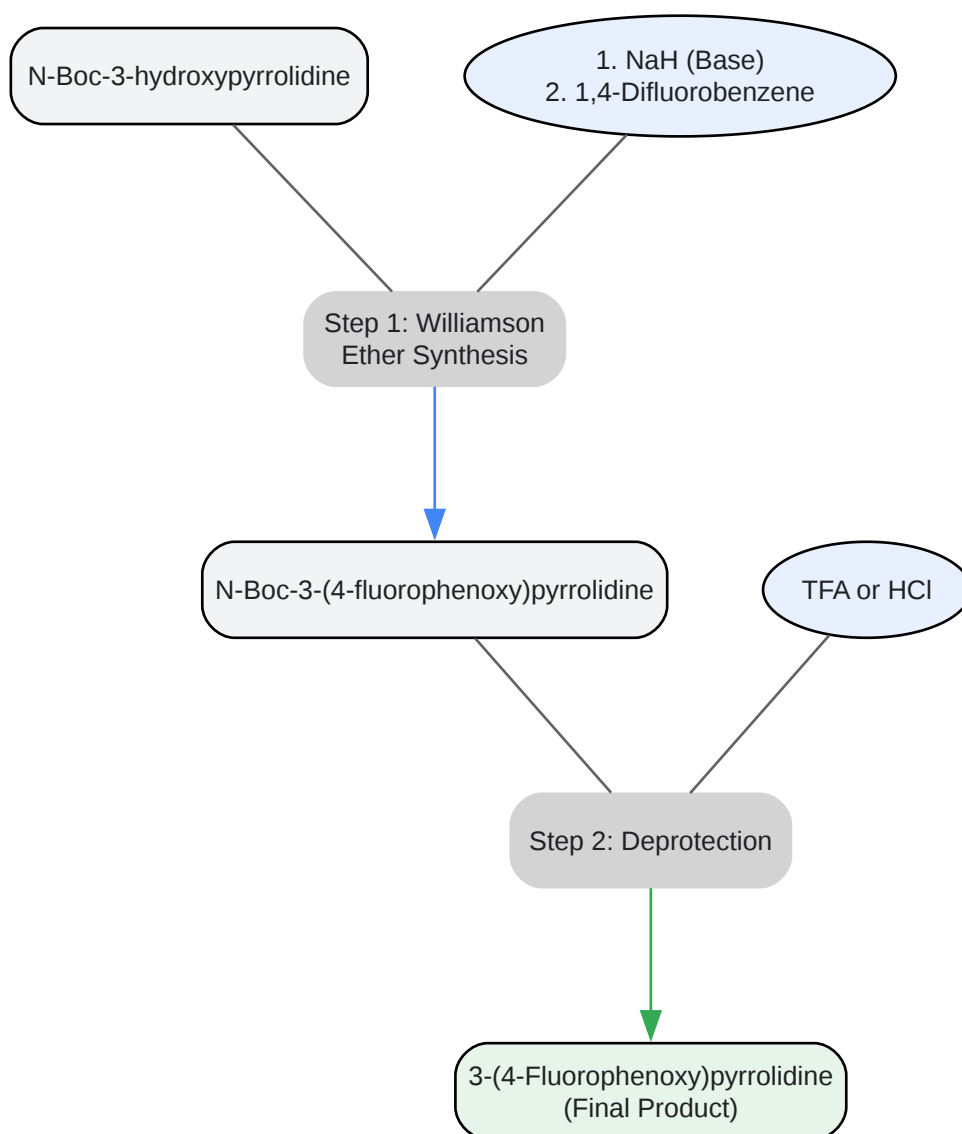 N-Boc-3-hydroxypyrrolidine
1. NaH (Base)
2. 1,4-Difluorobenzene
Step 1: Williamson
Ether Synthesis
N-Boc-3-(4-fluorophenoxy)pyrrolidine
TFA or HCl
Step 2: Deprotection
3-(4-Fluorophenoxy)pyrrolidine
(Final Product)